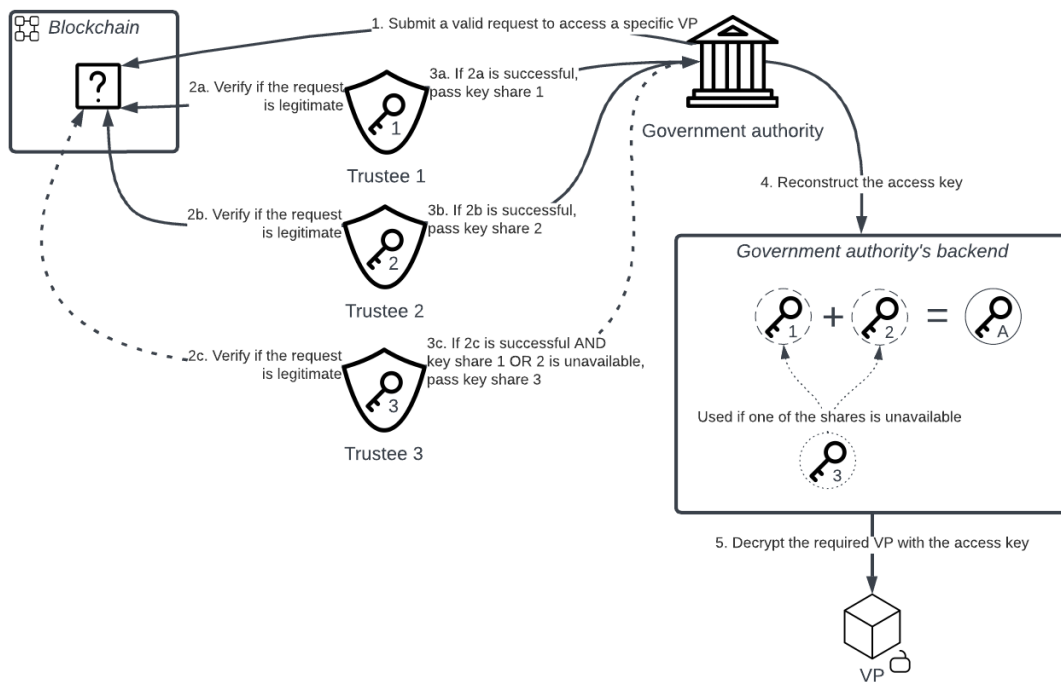 Blockchain
?
1. Submit a valid request to access a specific VP
Government authority
2a. Verify if the request
is legitimate
1
Trustee 1
3a. If 2a is successful,
pass key share 1
2b. Verify if the request
is legitimate
2
Trustee 2
3b. If 2b is successful,
pass key share 2
2c. Verify if the request
is legitimate
3
Trustee 3
3c. If 2c is successful AND
key share 1 OR 2 is unavailable,
pass key share 3
4. Reconstruct the access key
Government authority's backend
1 + 2 = A
Used if one of the shares is unavailable
3
5. Decrypt the required VP with the access key
VP